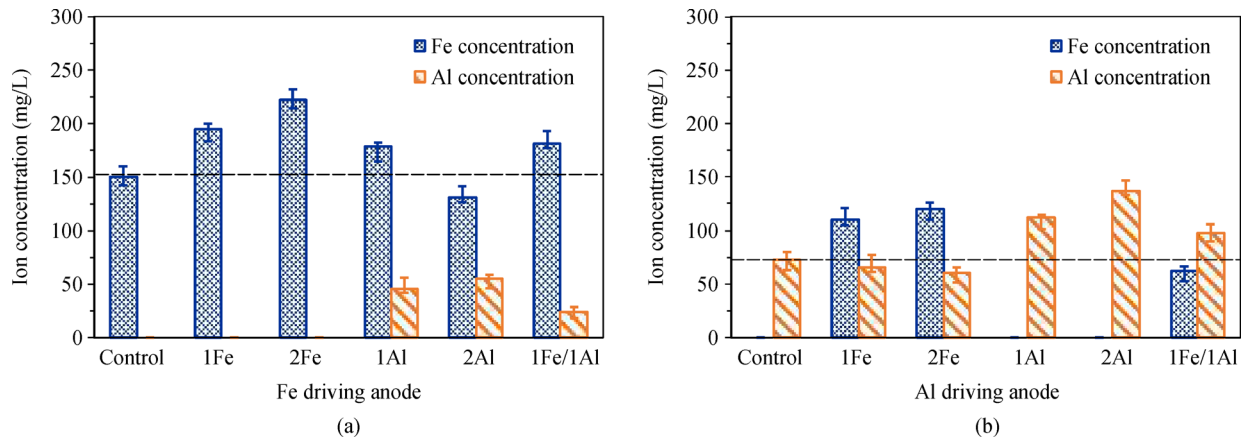 300
250
200
150
100
50
0
Ion concentration (mg/L)
Fe concentration
Al concentration
Control 1Fe 2Fe 1Al 2Al 1Fe/1Al
Fe driving anode
(a)
300
250
200
150
100
50
0
Ion concentration (mg/L)
Fe concentration
Al concentration
Control 1Fe 2Fe 1Al 2Al 1Fe/1Al
Al driving anode
(b)